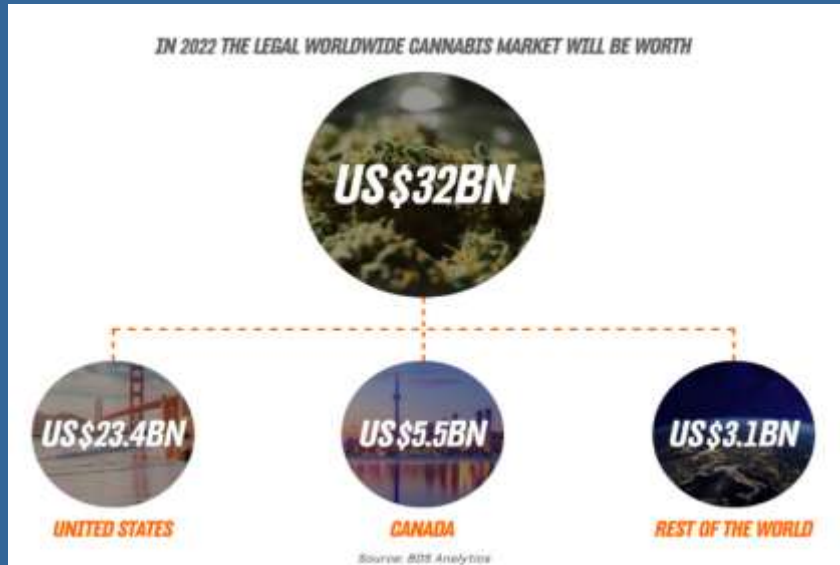 IN 2022 THE LEGAL WORLDWIDE CANNABIS MARKET WILL BE WORTH
US$32BN
US$23.4BN
US$5.5BN
US$3.1BN
UNITED STATES
CANADA
REST OF THE WORLD
Source: BDS Analytics